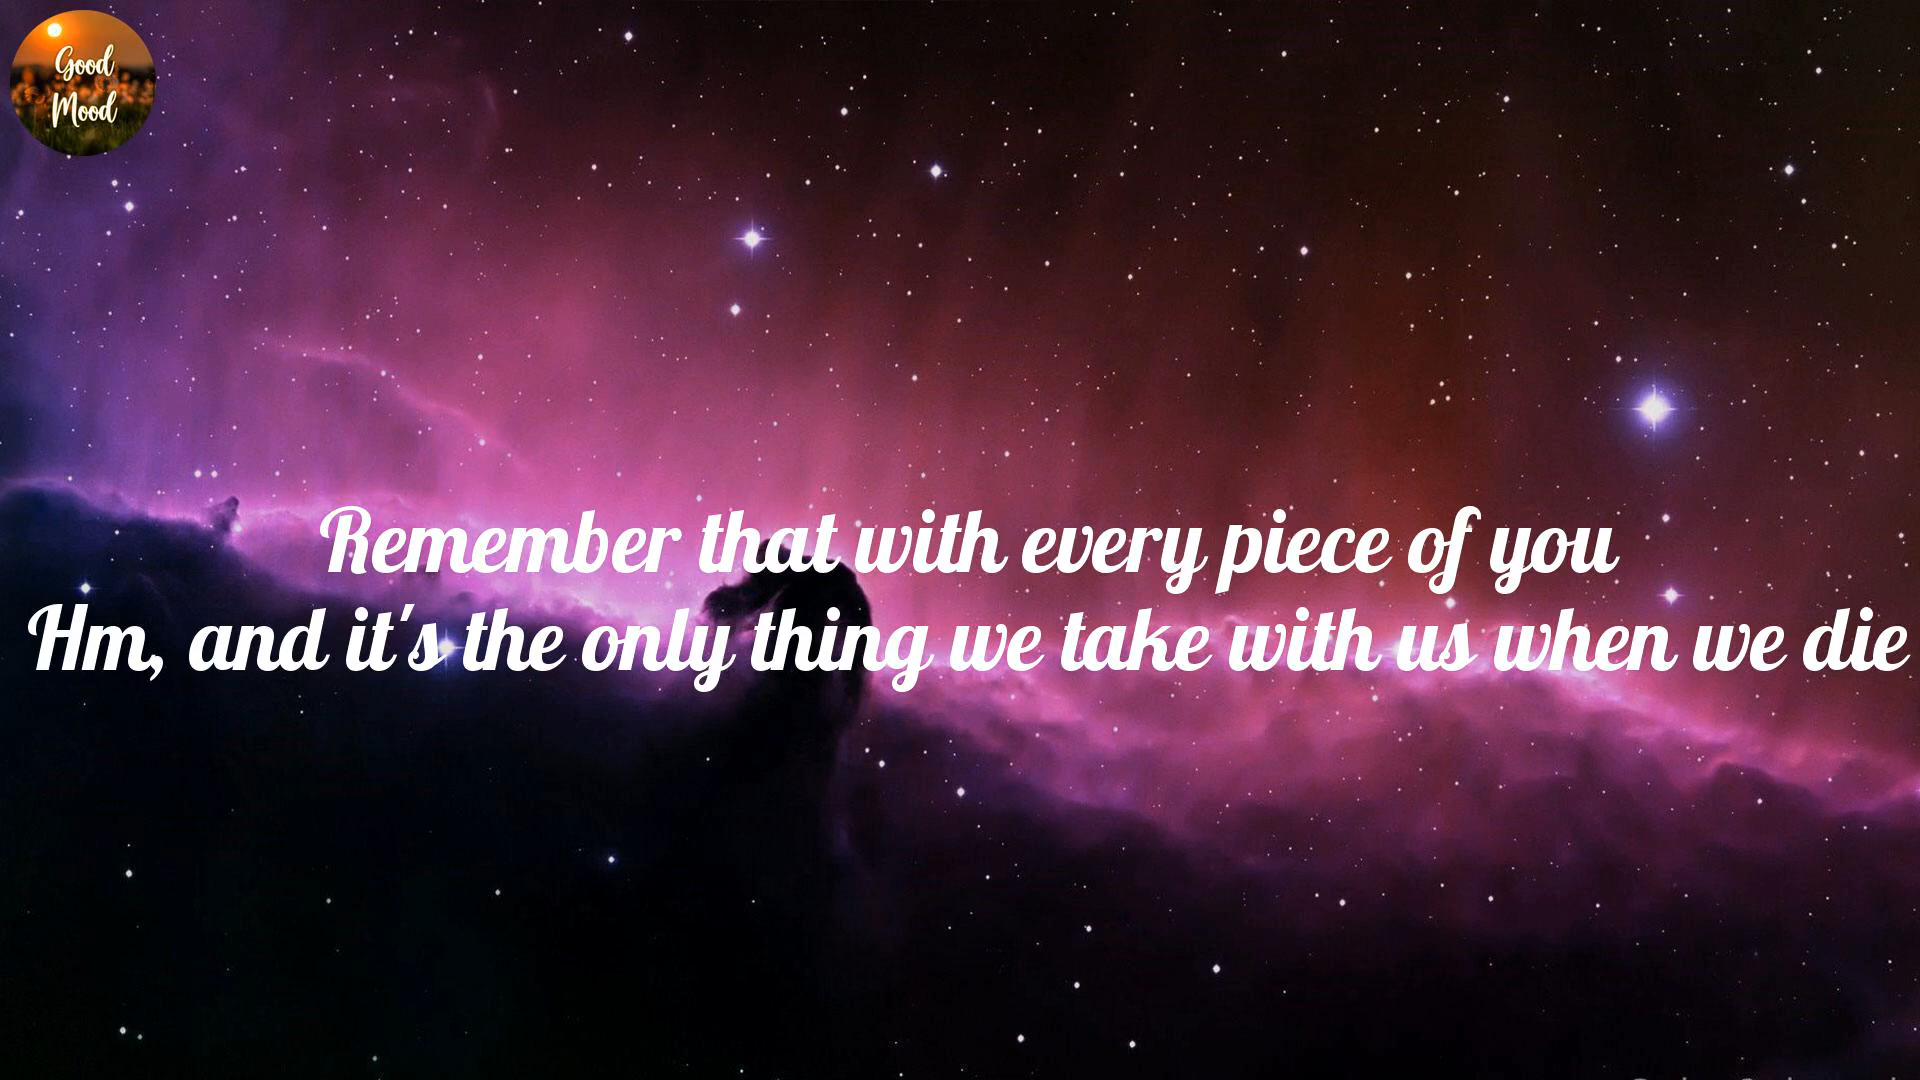 Good
Mood
Remember that with every piece of you
Hm, and it's the only thing we take with us when we die